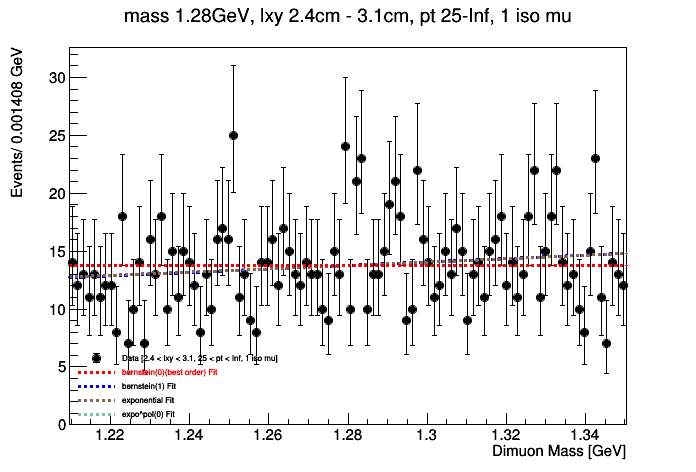 mass 1.28GeV, lxy 2.4cm - 3.1cm, pt 25-Inf, 1 iso mu
Events/ 0.001408 GeV
30
25
20
15
10
5
0
Data [2.4 < lxy < 3.1, 25 < pt < Inf, 1 iso mu]
bernstein(0)(best order) Fit
bernstein(1) Fit
exponential Fit
expo*pol(0) Fit
1.22 1.24 1.26 1.28 1.3 1.32 1.34
Dimuon Mass [GeV]